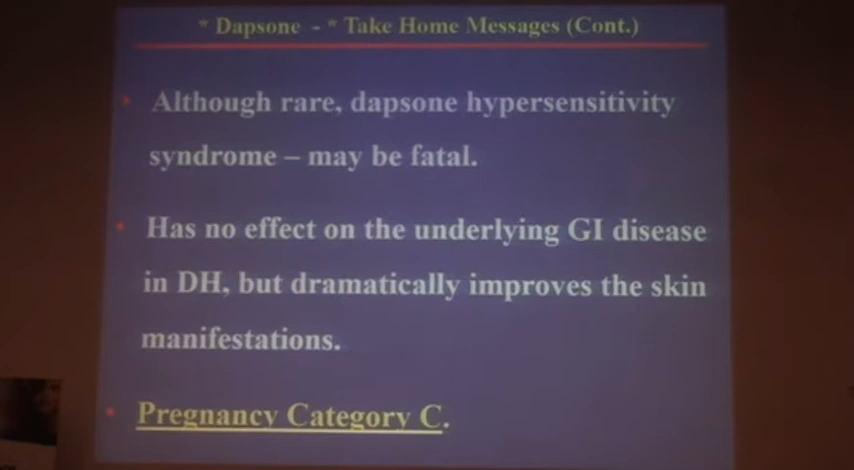 * Dapsone - * Take Home Messages (Cont.)
• Although rare, dapsone hypersensitivity
syndrome – may be fatal.
• Has no effect on the underlying GI disease
in DH, but dramatically improves the skin
manifestations.
• Pregnancy Category C.